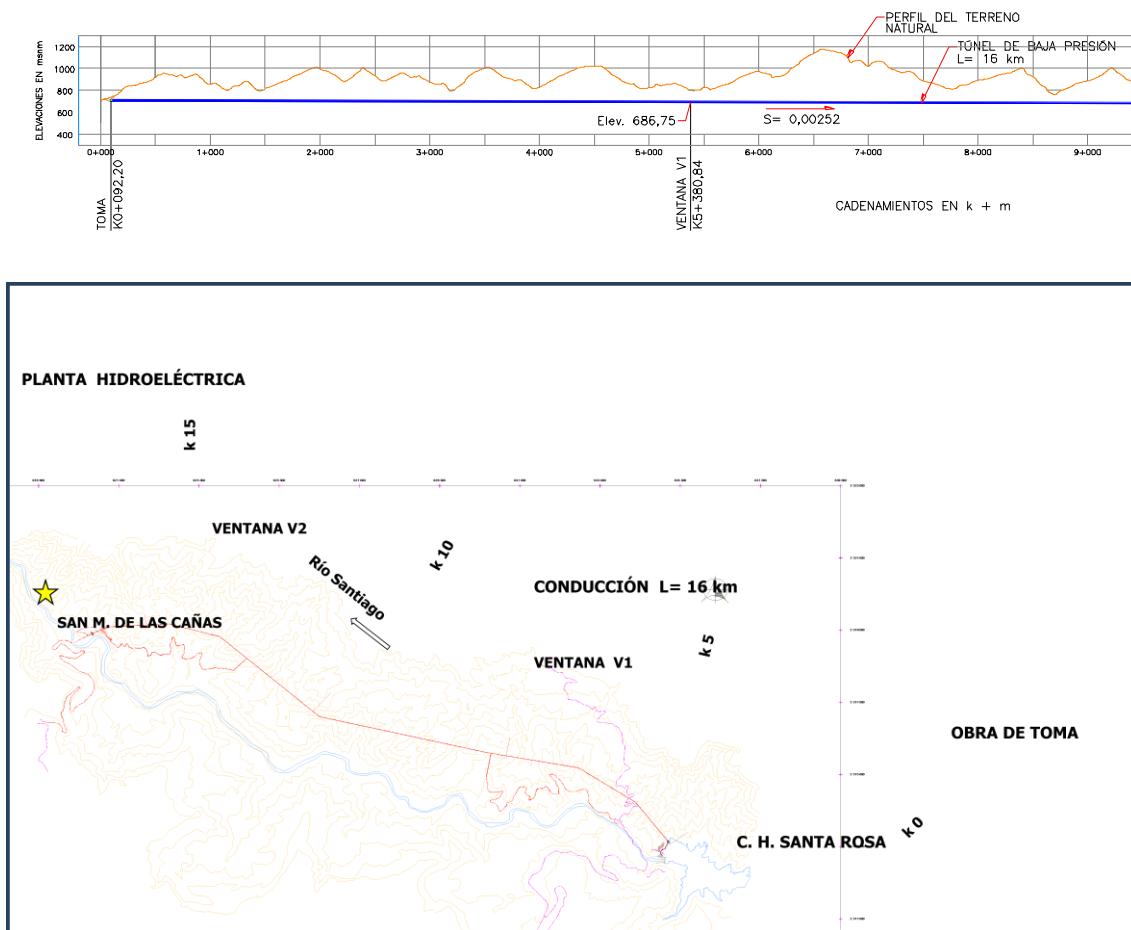 PERFIL DEL TERRENO
NATURAL
TÚNEL DE BAJA PRESIÓN
L= 16 km
ELEVACIONES EN msnm
1200
1000
800
600
400
Elev. 686,75
S= 0,00252
0+000
1+000
2+000
3+000
4+000
5+000
6+000
7+000
8+000
9+000
TOMA
K0+092,20
VENTANA V1
K5+380,84
CADENAMIENTOS EN k + m
PLANTA HIDROELÉCTRICA
k 15
VENTANA V2
k 10
Río Santiago
CONDUCCIÓN L= 16 km
SAN M. DE LAS CAÑAS
k 5
VENTANA V1
OBRA DE TOMA
k 0
C. H. SANTA ROSA